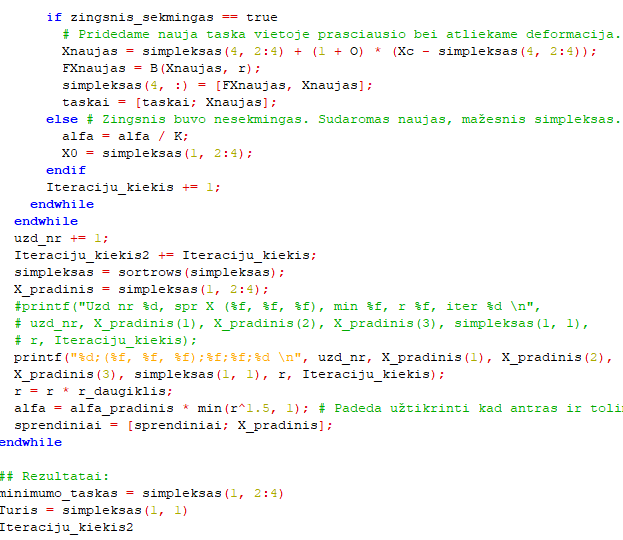 if zingsnis_sekmingas == true
# Pridedame nauja taska vietoje prasciausio bei atliekame deformacija.
Xnaujas = simpleksas(4, 2:4) + (1 + O) * (Xc - simpleksas(4, 2:4));
FXnaujas = B(Xnaujas, r);
simpleksas(4, :) = [FXnaujas, Xnaujas];
taskai = [taskai; Xnaujas];
else # Zingsnis buvo nesekmingas. Sudaromas naujas, mažesnis simpleksas.
alfa = alfa / K;
X0 = simpleksas(1, 2:4);
endif
Iteraciju_kiekis += 1;
endwhile
endwhile
uzd_nr += 1;
Iteraciju_kiekis2 += Iteraciju_kiekis;
simpleksas = sortrows(simpleksas);
X_pradinis = simpleksas(1, 2:4);
#printf("Uzd nr %d, spr X (%f, %f, %f), min %f, r %f, iter %d \n",
# uzd_nr, X_pradinis(1), X_pradinis(2), X_pradinis(3), simpleksas(1, 1),
# r, Iteraciju_kiekis);
printf("%d;(%f, %f, %f);%f;%f;%d \n", uzd_nr, X_pradinis(1), X_pradinis(2),
X_pradinis(3), simpleksas(1, 1), r, Iteraciju_kiekis);
r = r * r_daugiklis;
alfa = alfa_pradinis * min(r^1.5, 1); # Padeda užtikrinti kad antras ir tolin
sprendiniai = [sprendiniai; X_pradinis];
endwhile
## Rezultatai:
minimumo_taskas = simpleksas(1, 2:4)
Turis = simpleksas(1, 1)
Iteraciju_kiekis2